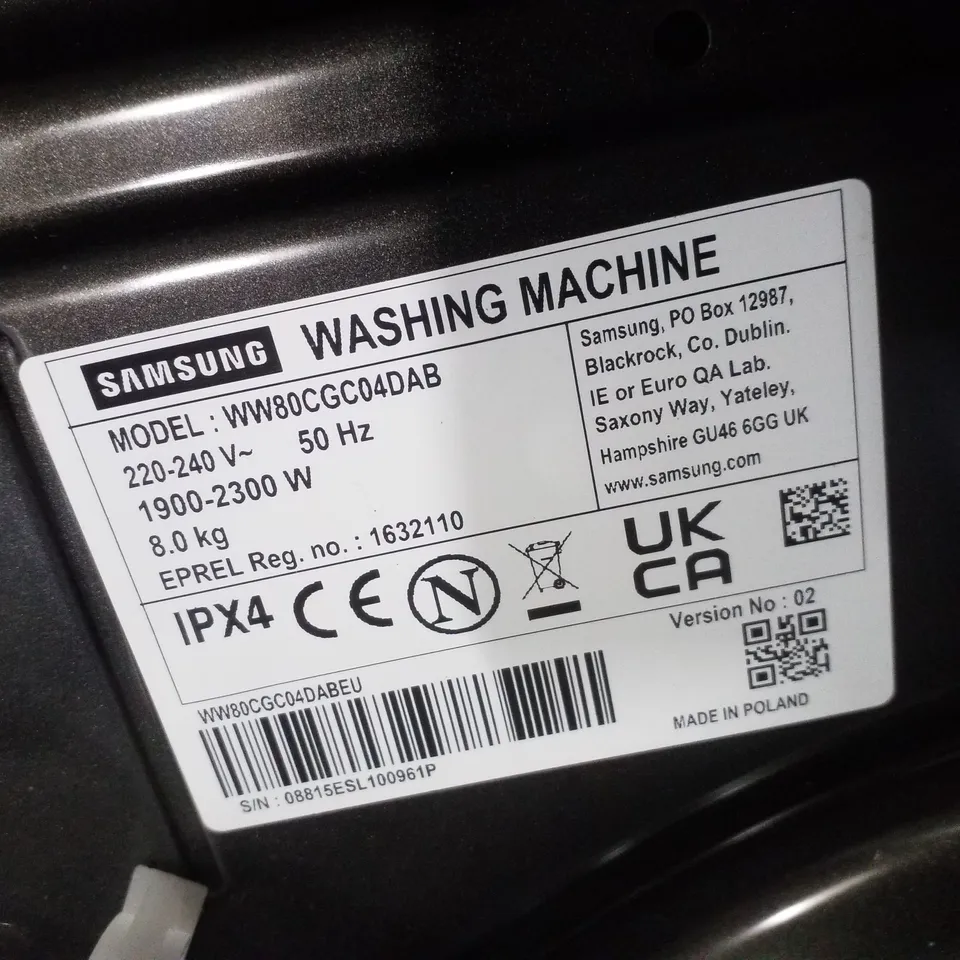 SAMSUNG WASHING MACHINE
MODEL : WW80CGC04DAB
220-240 V~ 50 Hz
1900-2300 W
8.0 kg
EPREL Reg. no. : 1632110
Samsung, PO Box 12987,
Blackrock, Co. Dublin.
IE or Euro QA Lab.
Saxony Way, Yateley,
Hampshire GU46 6GG UK
www.samsung.com
IPX4 CE N UK
CA
Version No : 02
WW80CGC04DABEU
S/N : 08815ESL100961P
MADE IN POLAND